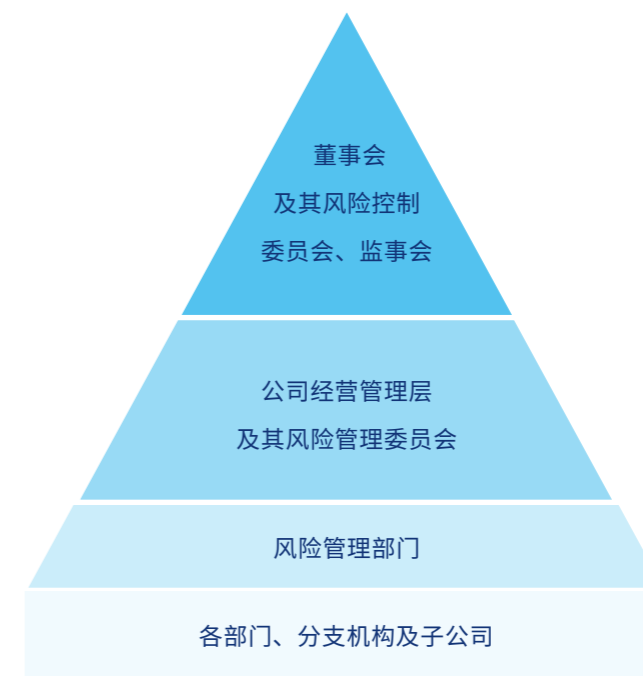 董事会
及其风险控制
委员会、监事会
公司经营管理层
及其风险管理委员会
风险管理部门
各部门、分支机构及子公司